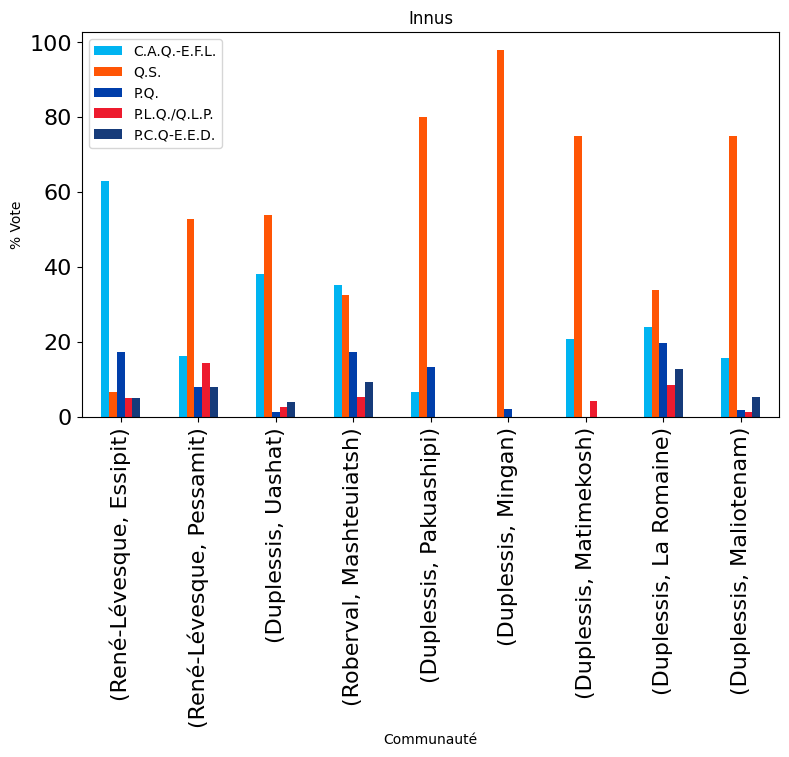 Innus
C.A.Q.-E.F.L.
Q.S.
P.Q.
P.L.Q./Q.L.P.
P.C.Q-E.E.D.
% Vote
100
80
60
40
20
0
(René-Lévesque, Essipit)
(René-Lévesque, Pessamit)
(Duplessis, Uashat)
(Roberval, Mashteuiatsh)
(Duplessis, Pakuashipi)
(Duplessis, Mingan)
(Duplessis, Matimekosh)
(Duplessis, La Romaine)
(Duplessis, Maliotenam)
Communauté